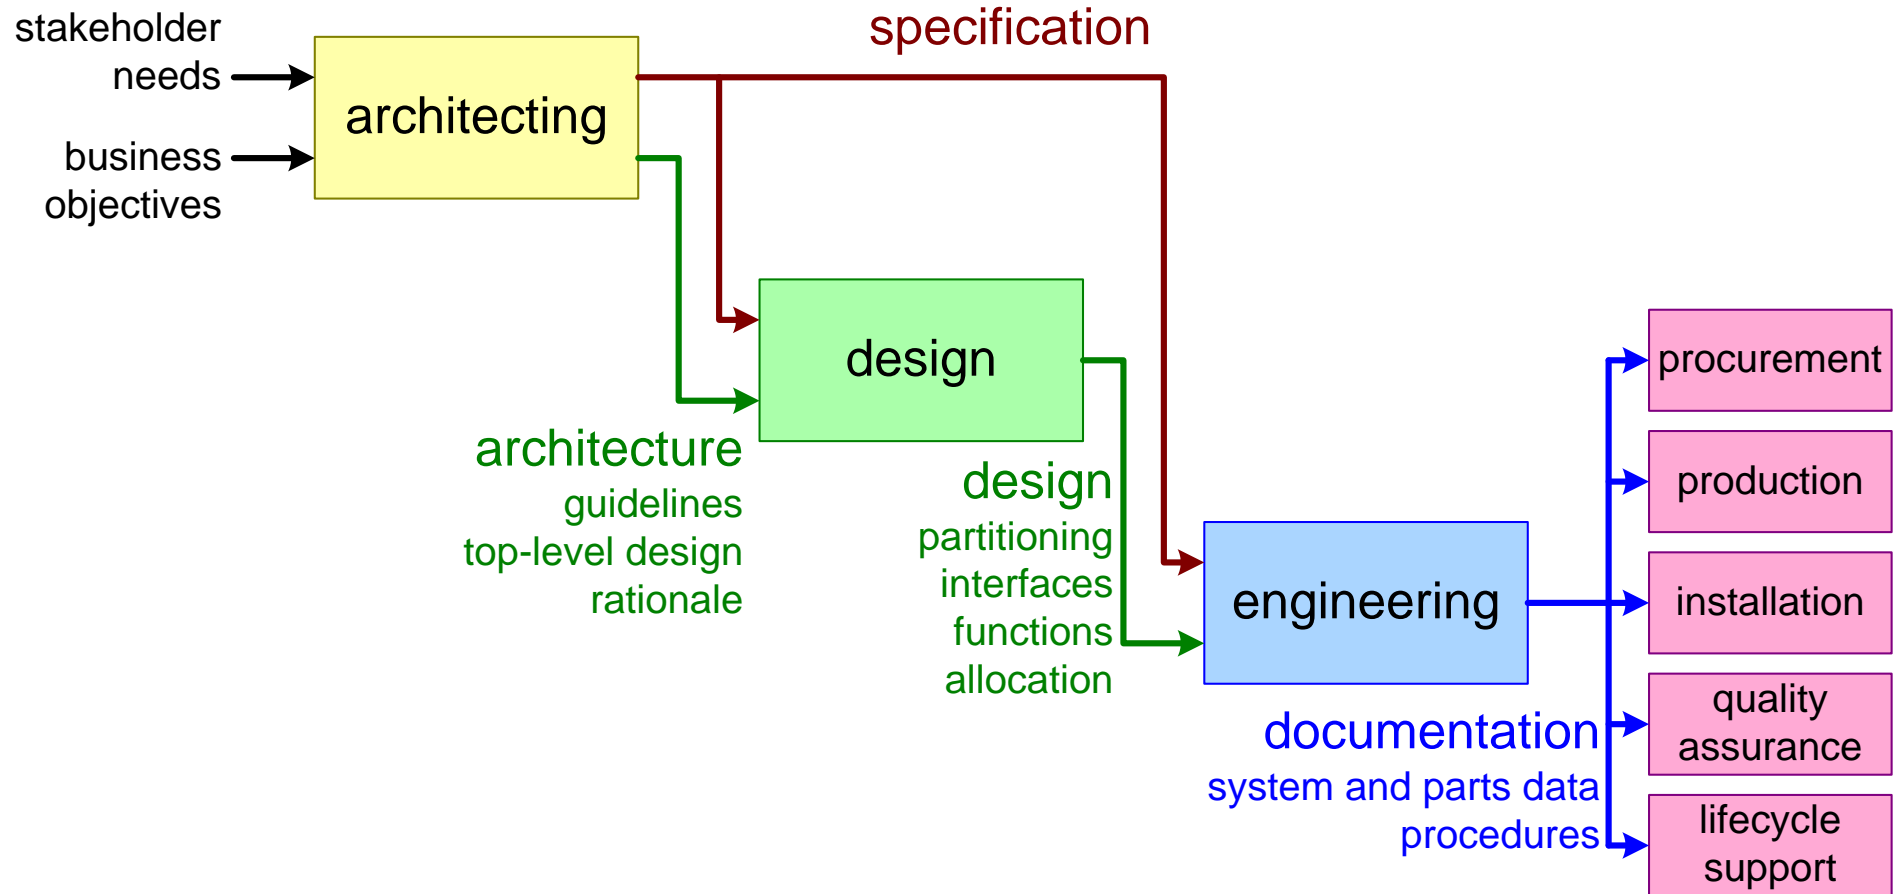 stakeholder
needs
business
objectives
architecting
specification
architecture
guidelines
top-level design
rationale
design
design
partitioning
interfaces
functions
allocation
engineering
documentation
system and parts data
procedures
procurement
production
installation
quality
assurance
lifecycle
support